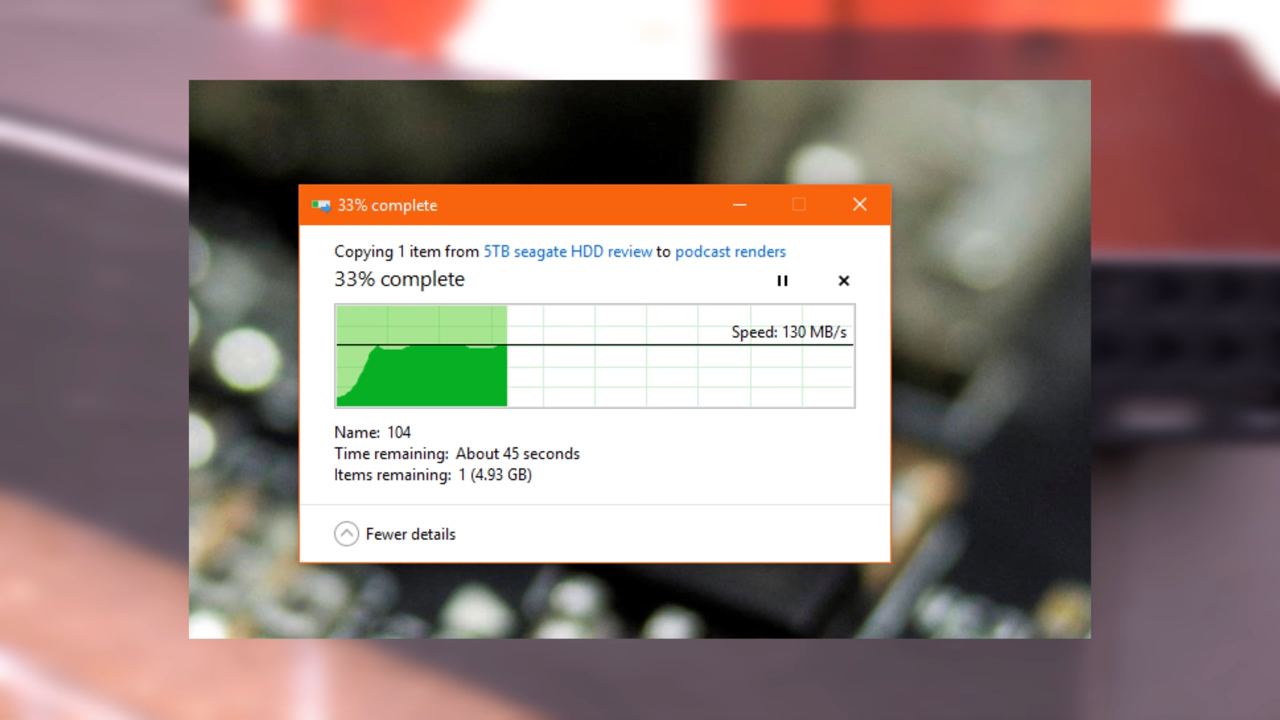 33% complete
Copying 1 item from 5TB seagate HDD review to podcast renders
33% complete
Speed: 130 MB/s
Name: 104
Time remaining: About 45 seconds
Items remaining: 1 (4.93 GB)
Fewer details